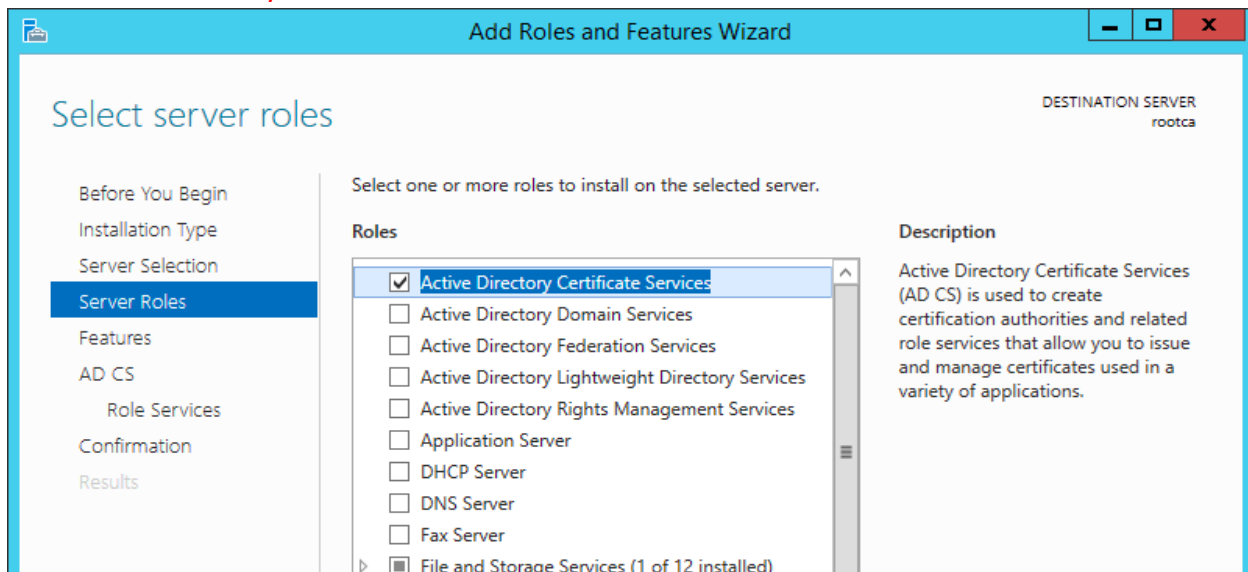 Add Roles and Features Wizard
Select server roles
DESTINATION SERVER
rootca
Before You Begin
Installation Type
Server Selection
Server Roles
Features
AD CS
Role Services
Confirmation
Results
Select one or more roles to install on the selected server.
Roles
Active Directory Certificate Services
Active Directory Domain Services
Active Directory Federation Services
Active Directory Lightweight Directory Services
Active Directory Rights Management Services
Application Server
DHCP Server
DNS Server
Fax Server
File and Storage Services (1 of 12 installed)
Description
Active Directory Certificate Services
(AD CS) is used to create
certification authorities and related
role services that allow you to issue
and manage certificates used in a
variety of applications.